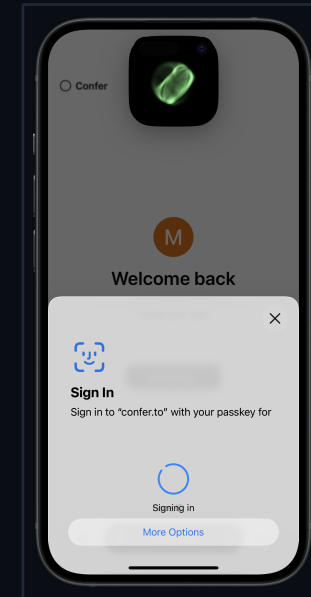 Confer
M
Welcome back
Sign In
Sign in to “confer.to” with your passkey for
Signing in
More Options